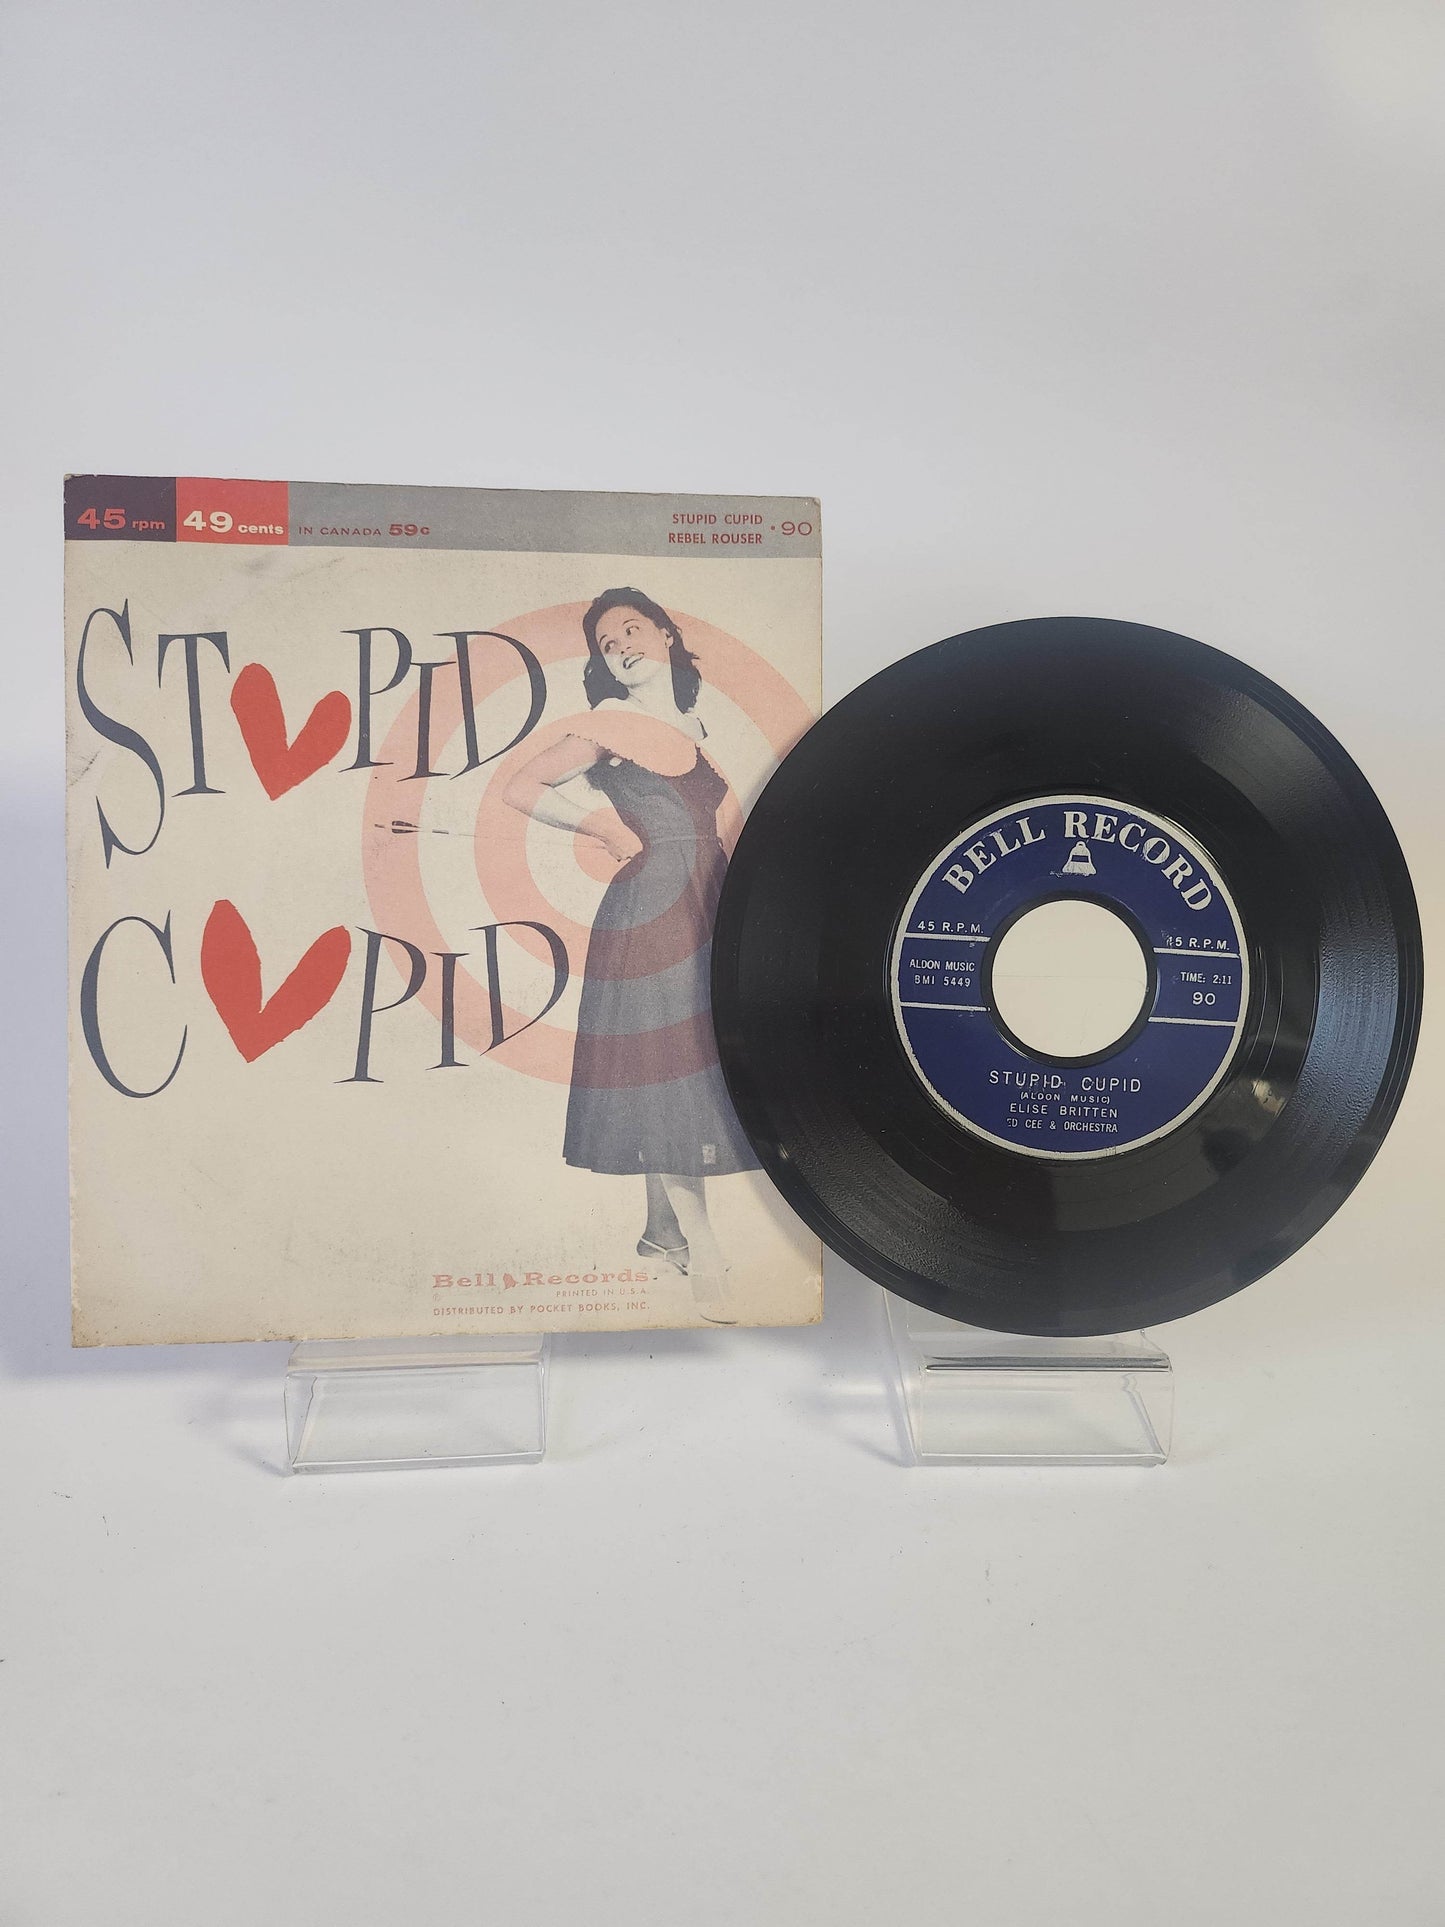 45 rpm 49 cents IN CANADA 59c
STUPID CUPID
REBEL ROUSER
• 90
STUPID
CUPID
Bell Records
PRINTED IN U.S.A.
DISTRIBUTED BY POCKET BOOKS, INC.
BELL RECORD
45 R.P.M.
45 R.P.M.
ALDON MUSIC
BMI 5449
TIME: 2:11
90
STUPID CUPID
(ALDON MUSIC)
ELISE BRITTEN
ED CEE & ORCHESTRA